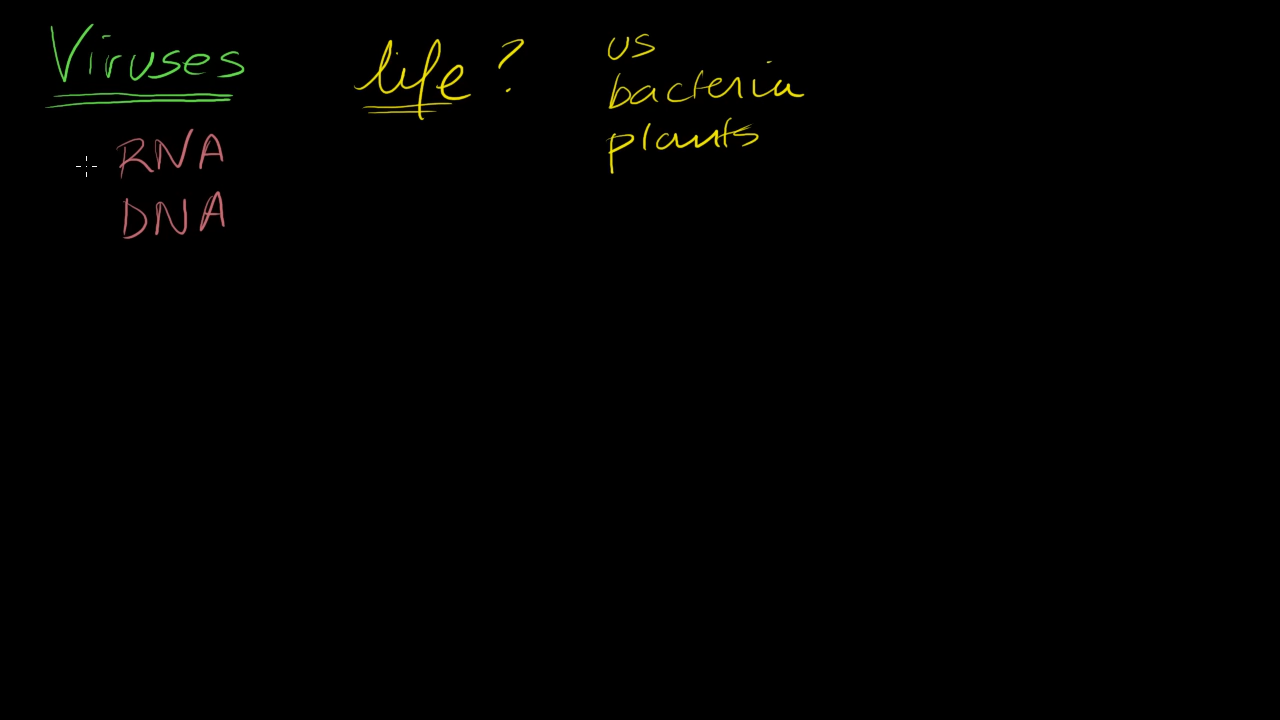 Viruses
RNA
DNA
life?
us
bacteria
plants